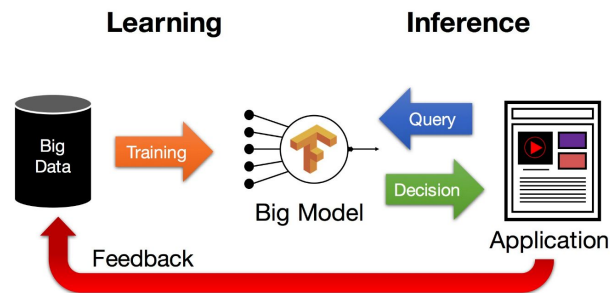 Learning
Inference
Big
Data
Training
Query
Decision
Big Model
Application
Feedback